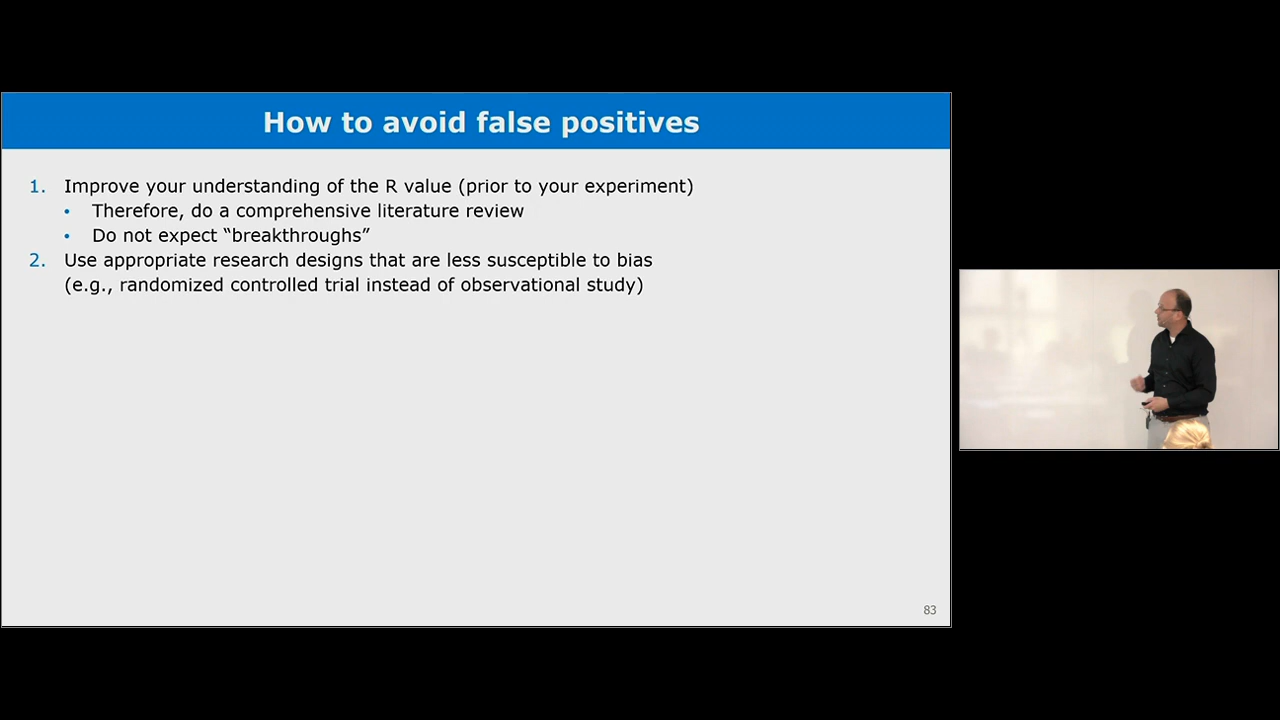 How to avoid false positives
1. Improve your understanding of the R value (prior to your experiment)
• Therefore, do a comprehensive literature review
• Do not expect “breakthroughs”
2. Use appropriate research designs that are less susceptible to bias
(e.g., randomized controlled trial instead of observational study)
83